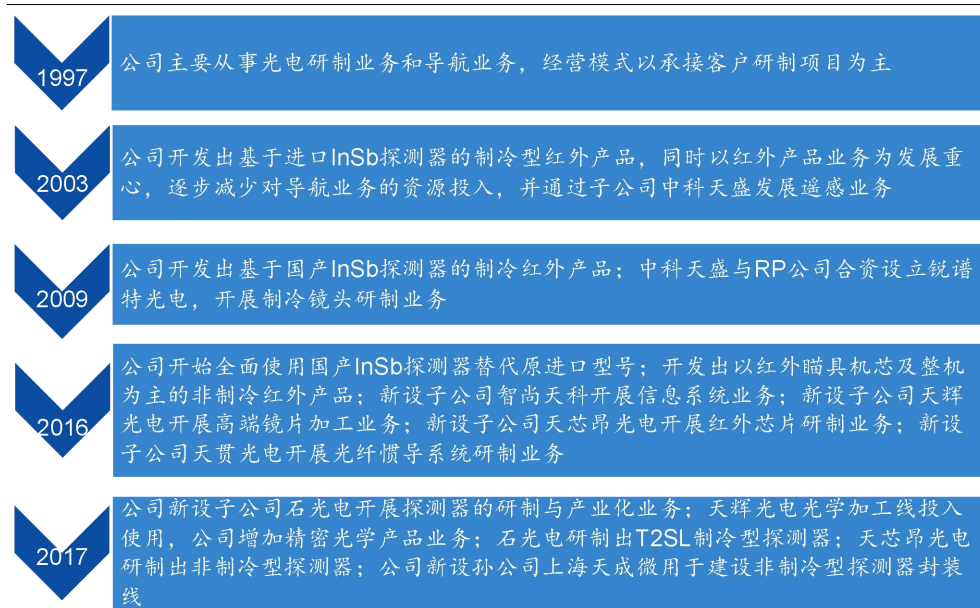 1997
公司主要从事光电研制业务和导航业务，经营模式以承接客户研制项目为主
2003
公司开发出基于进口InSb探测器的制冷型红外产品，同时以红外产品业务为发展重
心，逐步减少对导航业务的资源投入，并通过子公司中科天盛发展遥感业务
2009
公司开发出基于国产InSb探测器的制冷红外产品；中科天盛与RP公司合资设立锐谱
特光电，开展制冷镜头研制业务
2016
公司开始全面使用国产InSb探测器替代原进口型号；开发出以红外瞄具机芯及整机
为主的非制冷红外产品；新设子公司智尚天科开展信息系统业务；新设子公司天辉
光电开展高端镜片加工业务；新设子公司天芯昂光电开展红外芯片研制业务；新设
子公司天贯光电开展光纤惯导系统研制业务
2017
公司新设子公司石光电开展探测器的研制与产业化业务；天辉光电光学加工线投入
使用，公司增加精密光学产品业务；石光电研制出T2SL制冷型探测器；天芯昂光电
研制出非制冷型探测器；公司新设孙公司上海天成微用于建设非制冷型探测器封装
线